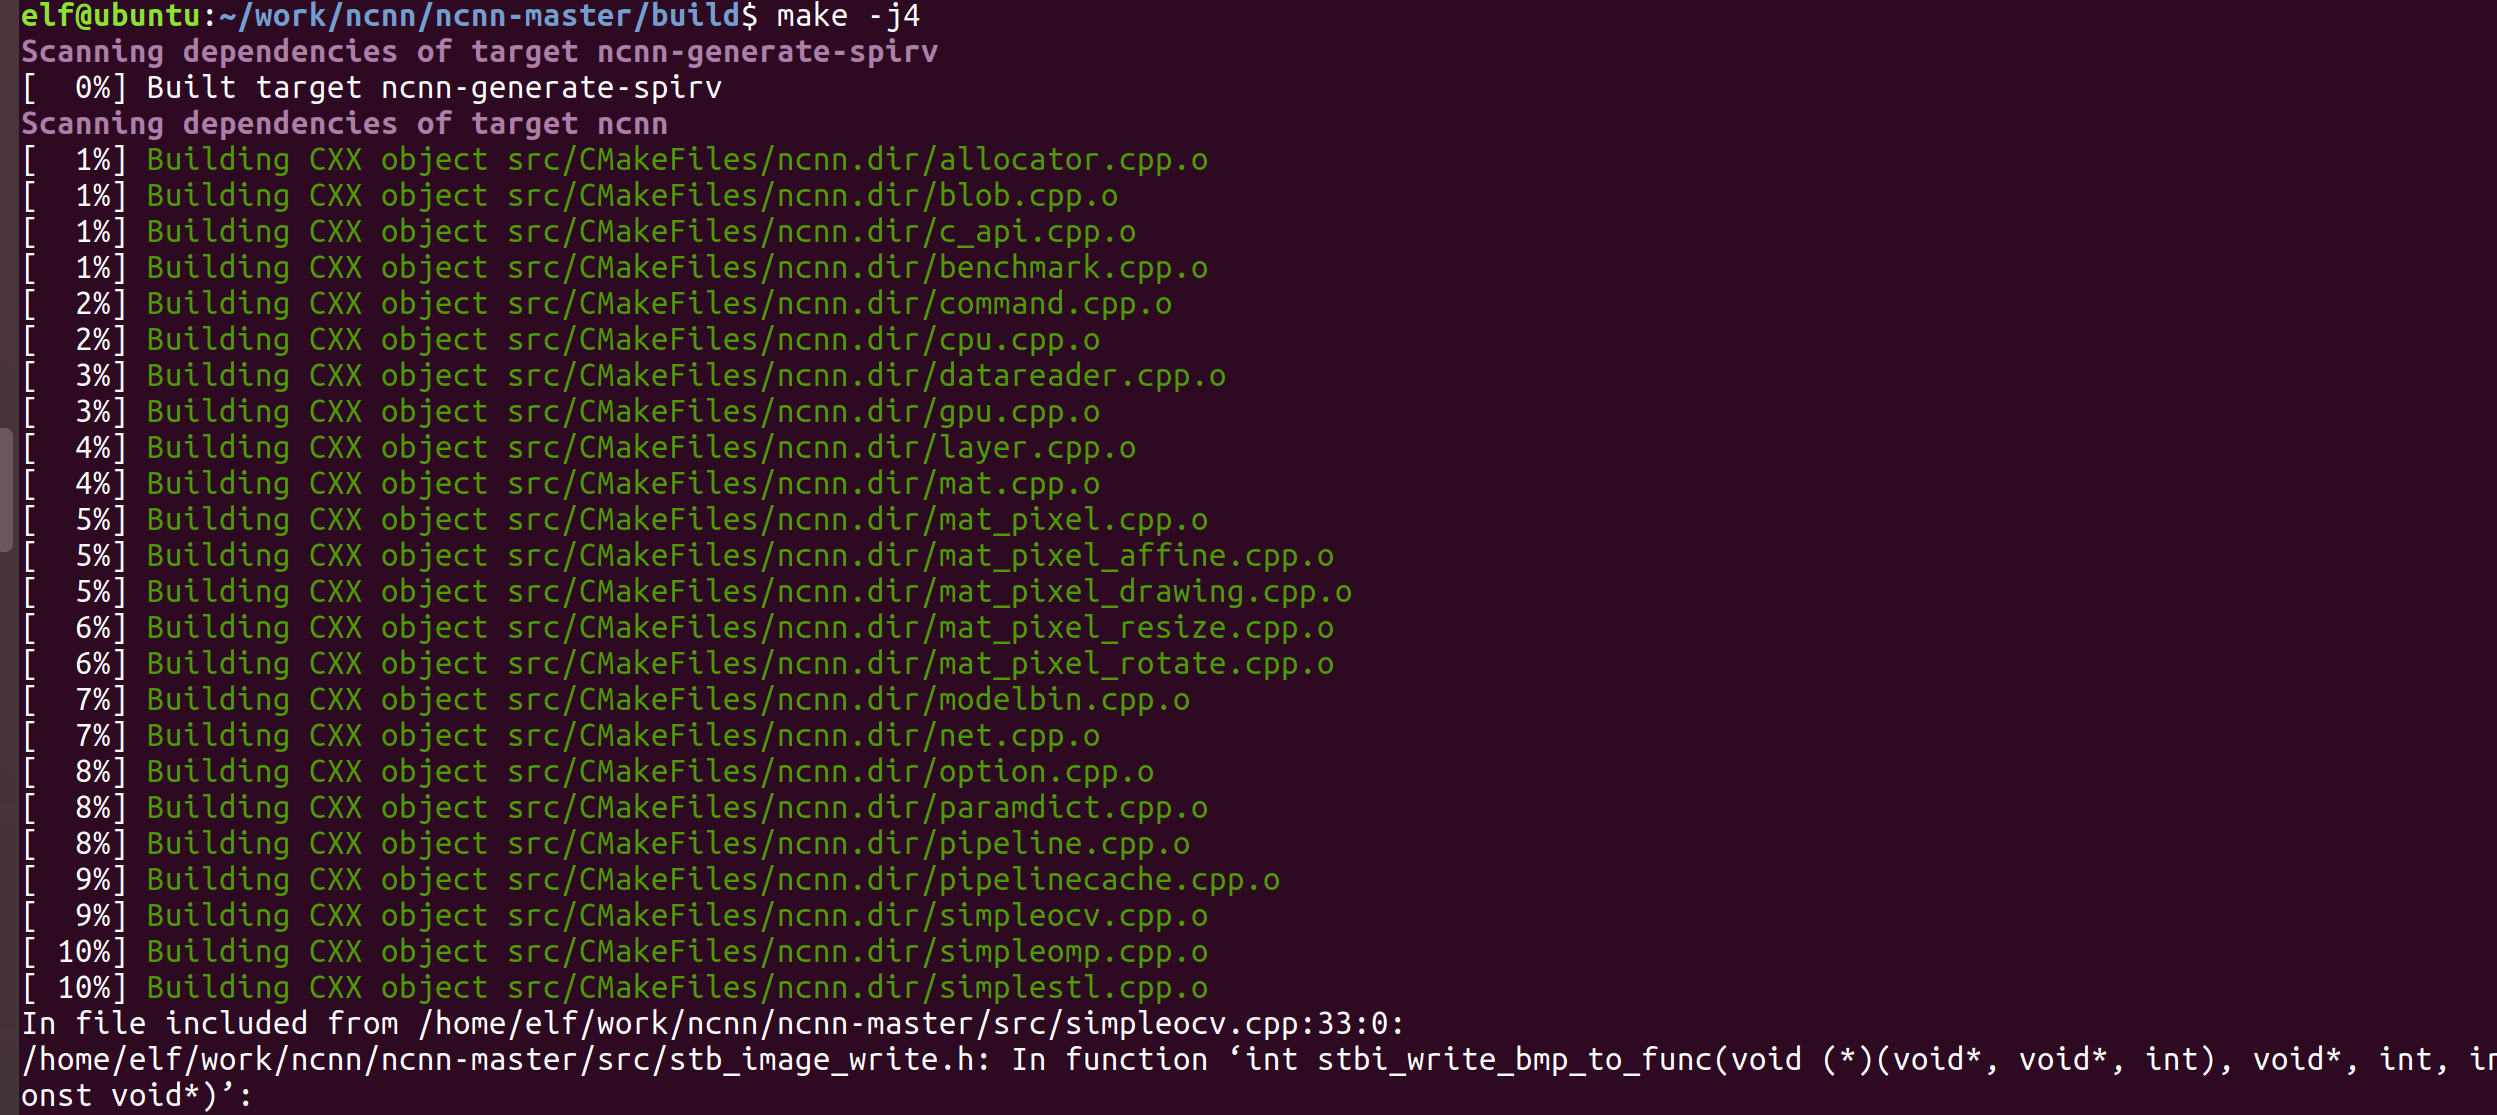 elf@ubuntu:~/work/ncnn/ncnn-master/build$ make -j4
Scanning dependencies of target ncnn-generate-spirv
[  0%] Built target ncnn-generate-spirv
Scanning dependencies of target ncnn
[  1%] Building CXX object src/CMakeFiles/ncnn.dir/allocator.cpp.o
[  1%] Building CXX object src/CMakeFiles/ncnn.dir/blob.cpp.o
[  1%] Building CXX object src/CMakeFiles/ncnn.dir/c_api.cpp.o
[  1%] Building CXX object src/CMakeFiles/ncnn.dir/benchmark.cpp.o
[  2%] Building CXX object src/CMakeFiles/ncnn.dir/command.cpp.o
[  2%] Building CXX object src/CMakeFiles/ncnn.dir/cpu.cpp.o
[  3%] Building CXX object src/CMakeFiles/ncnn.dir/datareader.cpp.o
[  3%] Building CXX object src/CMakeFiles/ncnn.dir/gpu.cpp.o
[  4%] Building CXX object src/CMakeFiles/ncnn.dir/layer.cpp.o
[  4%] Building CXX object src/CMakeFiles/ncnn.dir/mat.cpp.o
[  5%] Building CXX object src/CMakeFiles/ncnn.dir/mat_pixel.cpp.o
[  5%] Building CXX object src/CMakeFiles/ncnn.dir/mat_pixel_affine.cpp.o
[  5%] Building CXX object src/CMakeFiles/ncnn.dir/mat_pixel_drawing.cpp.o
[  6%] Building CXX object src/CMakeFiles/ncnn.dir/mat_pixel_resize.cpp.o
[  6%] Building CXX object src/CMakeFiles/ncnn.dir/mat_pixel_rotate.cpp.o
[  7%] Building CXX object src/CMakeFiles/ncnn.dir/modelbin.cpp.o
[  7%] Building CXX object src/CMakeFiles/ncnn.dir/net.cpp.o
[  8%] Building CXX object src/CMakeFiles/ncnn.dir/option.cpp.o
[  8%] Building CXX object src/CMakeFiles/ncnn.dir/paramdict.cpp.o
[  8%] Building CXX object src/CMakeFiles/ncnn.dir/pipeline.cpp.o
[  9%] Building CXX object src/CMakeFiles/ncnn.dir/pipelinecache.cpp.o
[  9%] Building CXX object src/CMakeFiles/ncnn.dir/simpleocv.cpp.o
[ 10%] Building CXX object src/CMakeFiles/ncnn.dir/simpleomp.cpp.o
[ 10%] Building CXX object src/CMakeFiles/ncnn.dir/simplestl.cpp.o
In file included from /home/elf/work/ncnn/ncnn-master/src/simpleocv.cpp:33:0:
/home/elf/work/ncnn/ncnn-master/src/stb_image_write.h: In function ‘int stbi_write_bmp_to_func(void (*)(void*, void*, int), void*, int,
onst void*)’: